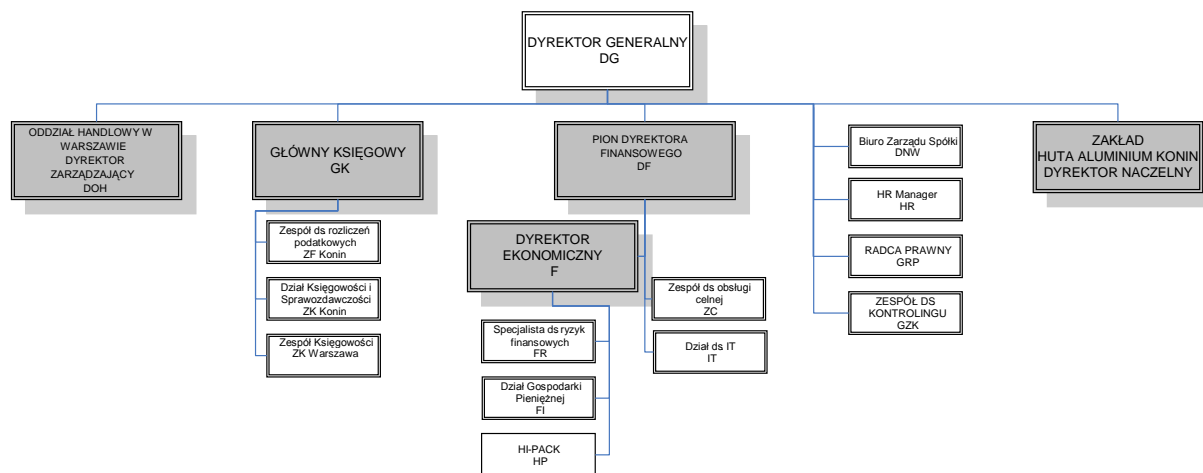 DYREKTOR GENERALNY
DG
ODDZIAŁ HANDLOWY W
WARSZAWIE
DYREKTOR
ZARZĄDZAJĄCY
DOH
GŁÓWNY KSIĘGOWY
GK
PION DYREKTORA
FINANSOWEGO
DF
Biuro Zarządu Spółki
DNW
HR Manager
HR
RADCA PRAWNY
GRP
ZESPÓŁ DS
KONTROLINGU
GZK
ZAKŁAD
HUTA ALUMINIUM KONIN
DYREKTOR NACZELNY
Zespół ds rozliczeń
podatkowych
ZF Konin
Dział Księgowości i
Sprawozdawczości
ZK Konin
Zespół Księgowości
ZK Warszawa
DYREKTOR
EKONOMICZNY
F
Specjalista ds ryzyk
finansowych
FR
Dział Gospodarki
Pieniężnej
FI
HI-PACK
HP
Zespół ds obsługi
celnej
ZC
Dział ds IT
IT